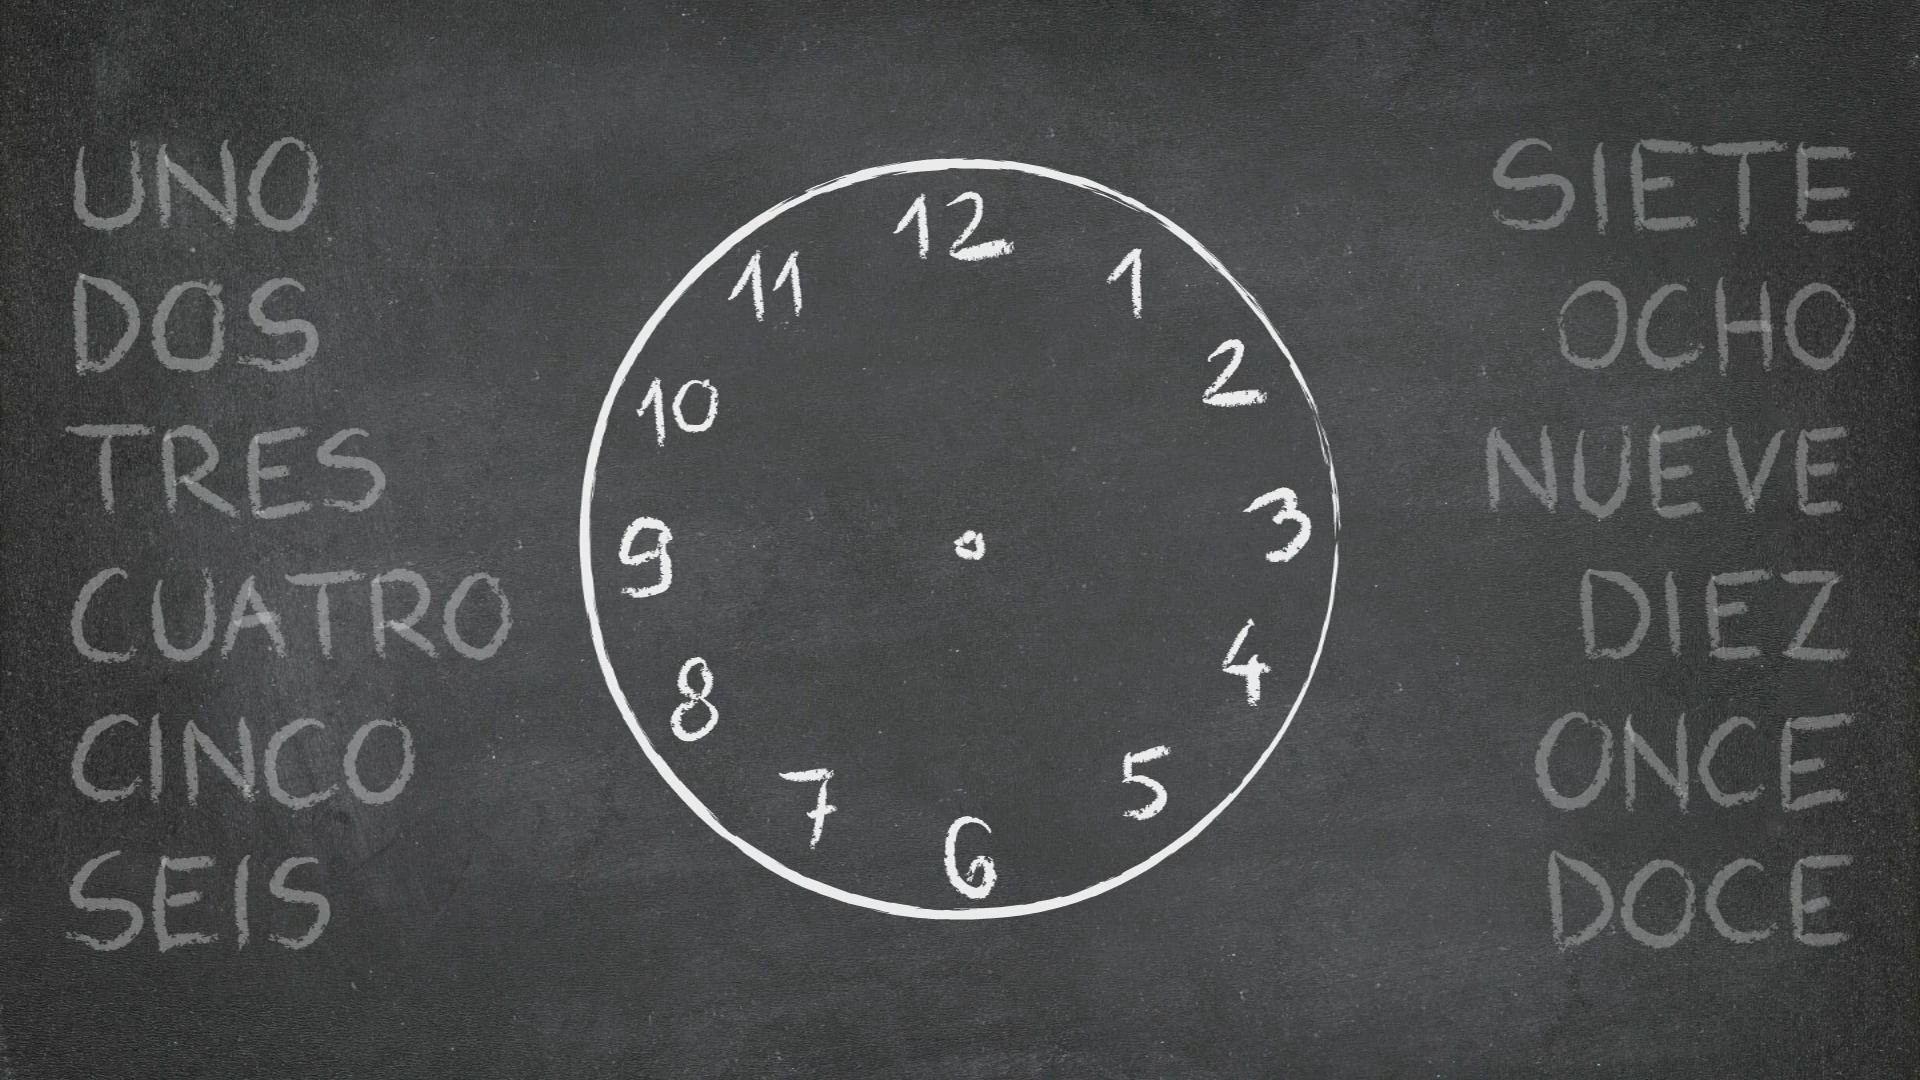 UNO
DOS
TRES
CUATRO
CINCO
SEIS
12
11
1
10
2
9
3
8
4
7
5
6
SIETE
OCHO
NUEVE
DIEZ
ONCE
DOCE